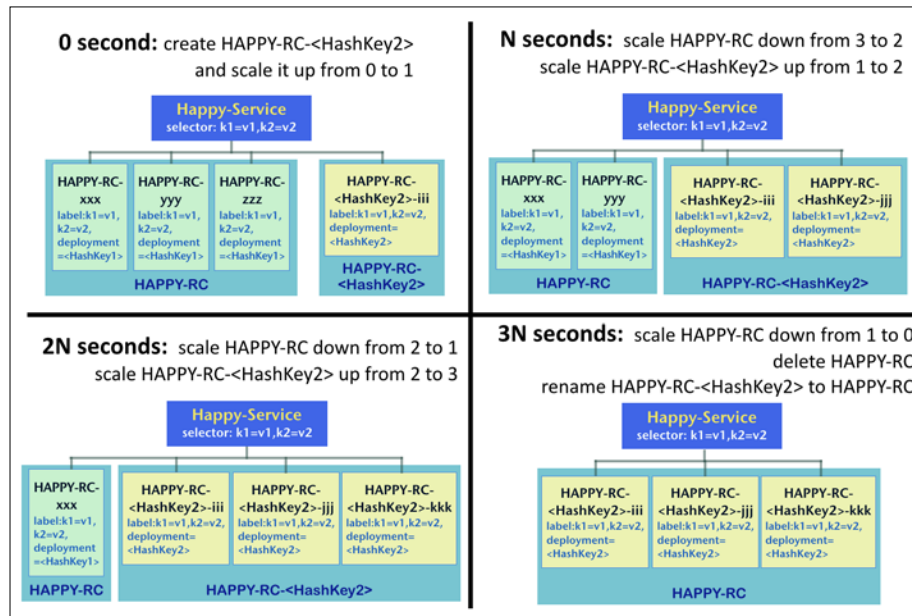 0 second: create HAPPY-RC-<HashKey2>
and scale it up from 0 to 1
Happy-Service
selector: k1=v1,k2=v2
HAPPY-RC-
xxx
label:k1=v1,
k2=v2,
deployment
=<HashKey1>
HAPPY-RC-
yyy
label:k1=v1,
k2=v2,
deployment
=<HashKey1>
HAPPY-RC-
zzz
label:k1=v1,
k2=v2,
deployment
=<HashKey1>
HAPPY-RC
HAPPY-RC-
<HashKey2>-iii
label:k1=v1,k2=v2,
deployment=
<HashKey2>
HAPPY-RC-
<HashKey2>
N seconds: scale HAPPY-RC down from 3 to 2
scale HAPPY-RC-<HashKey2> up from 1 to 2
Happy-Service
selector: k1=v1,k2=v2
HAPPY-RC-
xxx
label:k1=v1,
k2=v2,
deployment
=<HashKey1>
HAPPY-RC-
yyy
label:k1=v1,
k2=v2,
deployment
=<HashKey1>
HAPPY-RC
HAPPY-RC-
<HashKey2>-iii
label:k1=v1,k2=v2,
deployment=
<HashKey2>
HAPPY-RC-
<HashKey2>-jjj
label:k1=v1,k2=v2,
deployment=
<HashKey2>
HAPPY-RC-<HashKey2>
2N seconds: scale HAPPY-RC down from 2 to 1
scale HAPPY-RC-<HashKey2> up from 2 to 3
Happy-Service
selector: k1=v1,k2=v2
HAPPY-RC-
xxx
label:k1=v1,
k2=v2,
deployment
=<HashKey1>
HAPPY-RC
HAPPY-RC-
<HashKey2>-iii
label:k1=v1,k2=v2,
deployment=
<HashKey2>
HAPPY-RC-
<HashKey2>-jjj
label:k1=v1,k2=v2,
deployment=
<HashKey2>
HAPPY-RC-
<HashKey2>-kkk
label:k1=v1,k2=v2,
deployment=
<HashKey2>
HAPPY-RC-<HashKey2>
3N seconds: scale HAPPY-RC down from 1 to 0
delete HAPPY-RC
rename HAPPY-RC-<HashKey2> to HAPPY-RC
Happy-Service
selector: k1=v1,k2=v2
HAPPY-RC-
<HashKey2>-iii
label:k1=v1,k2=v2,
deployment=
<HashKey2>
HAPPY-RC-
<HashKey2>-jjj
label:k1=v1,k2=v2,
deployment=
<HashKey2>
HAPPY-RC-
<HashKey2>-kkk
label:k1=v1,k2=v2,
deployment=
<HashKey2>
HAPPY-RC